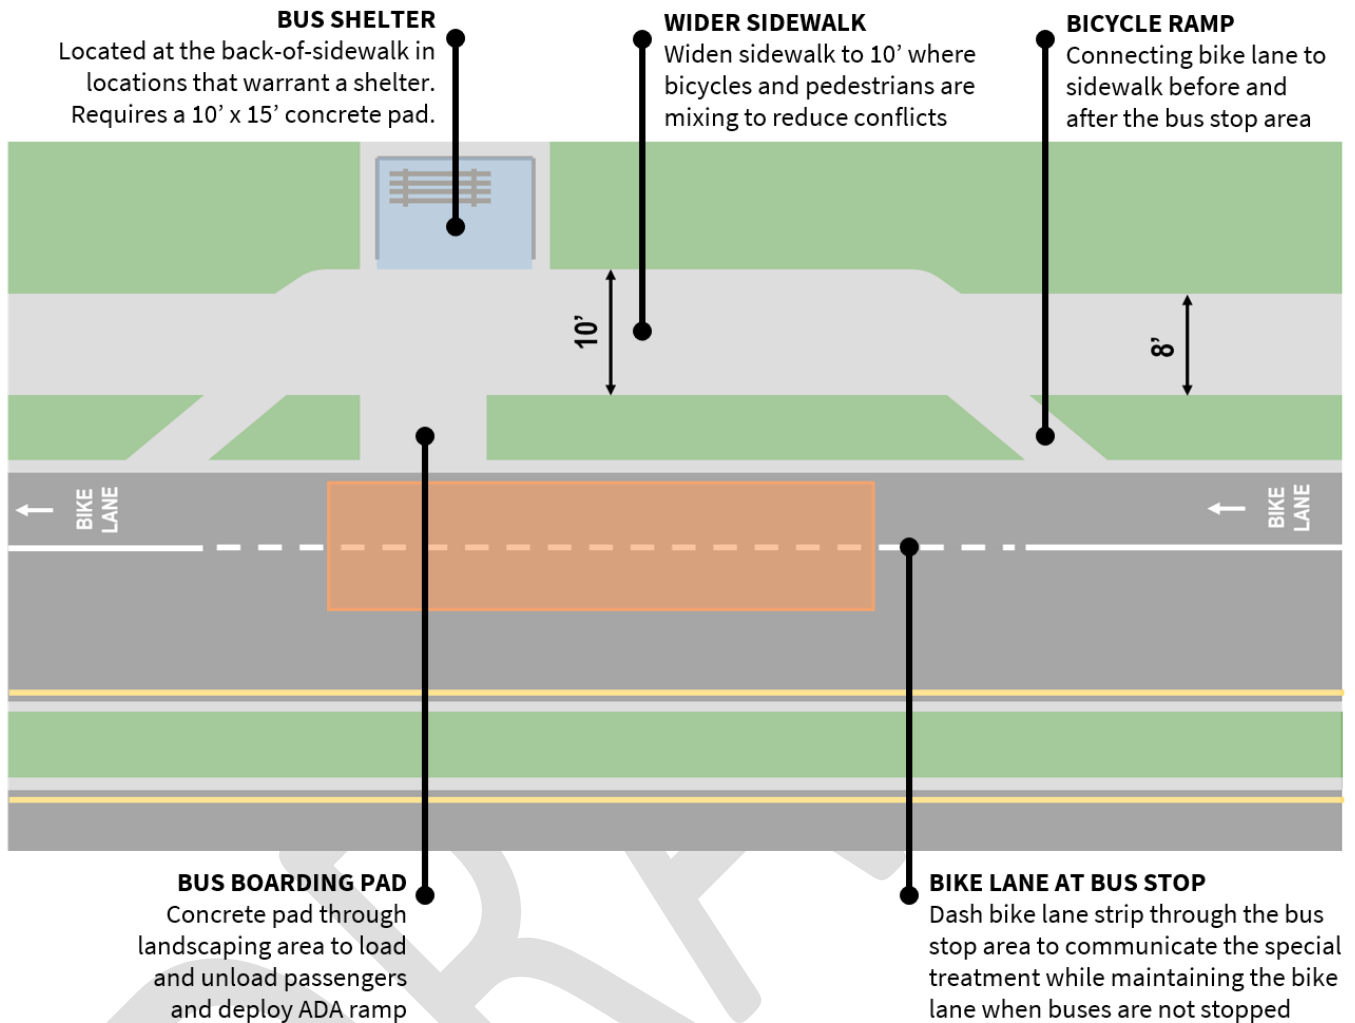 BUS SHELTER
Located at the back-of-sidewalk in
locations that warrant a shelter.
Requires a 10’ x 15’ concrete pad.
WIDER SIDEWALK
Widen sidewalk to 10’ where
bicycles and pedestrians are
mixing to reduce conflicts
BICYCLE RAMP
Connecting bike lane to
sidewalk before and
after the bus stop area
10’
8’
BIKE
LANE
BIKE
LANE
BUS BOARDING PAD
Concrete pad through
landscaping area to load
and unload passengers
and deploy ADA ramp
BIKE LANE AT BUS STOP
Dash bike lane strip through the bus
stop area to communicate the special
treatment while maintaining the bike
lane when buses are not stopped